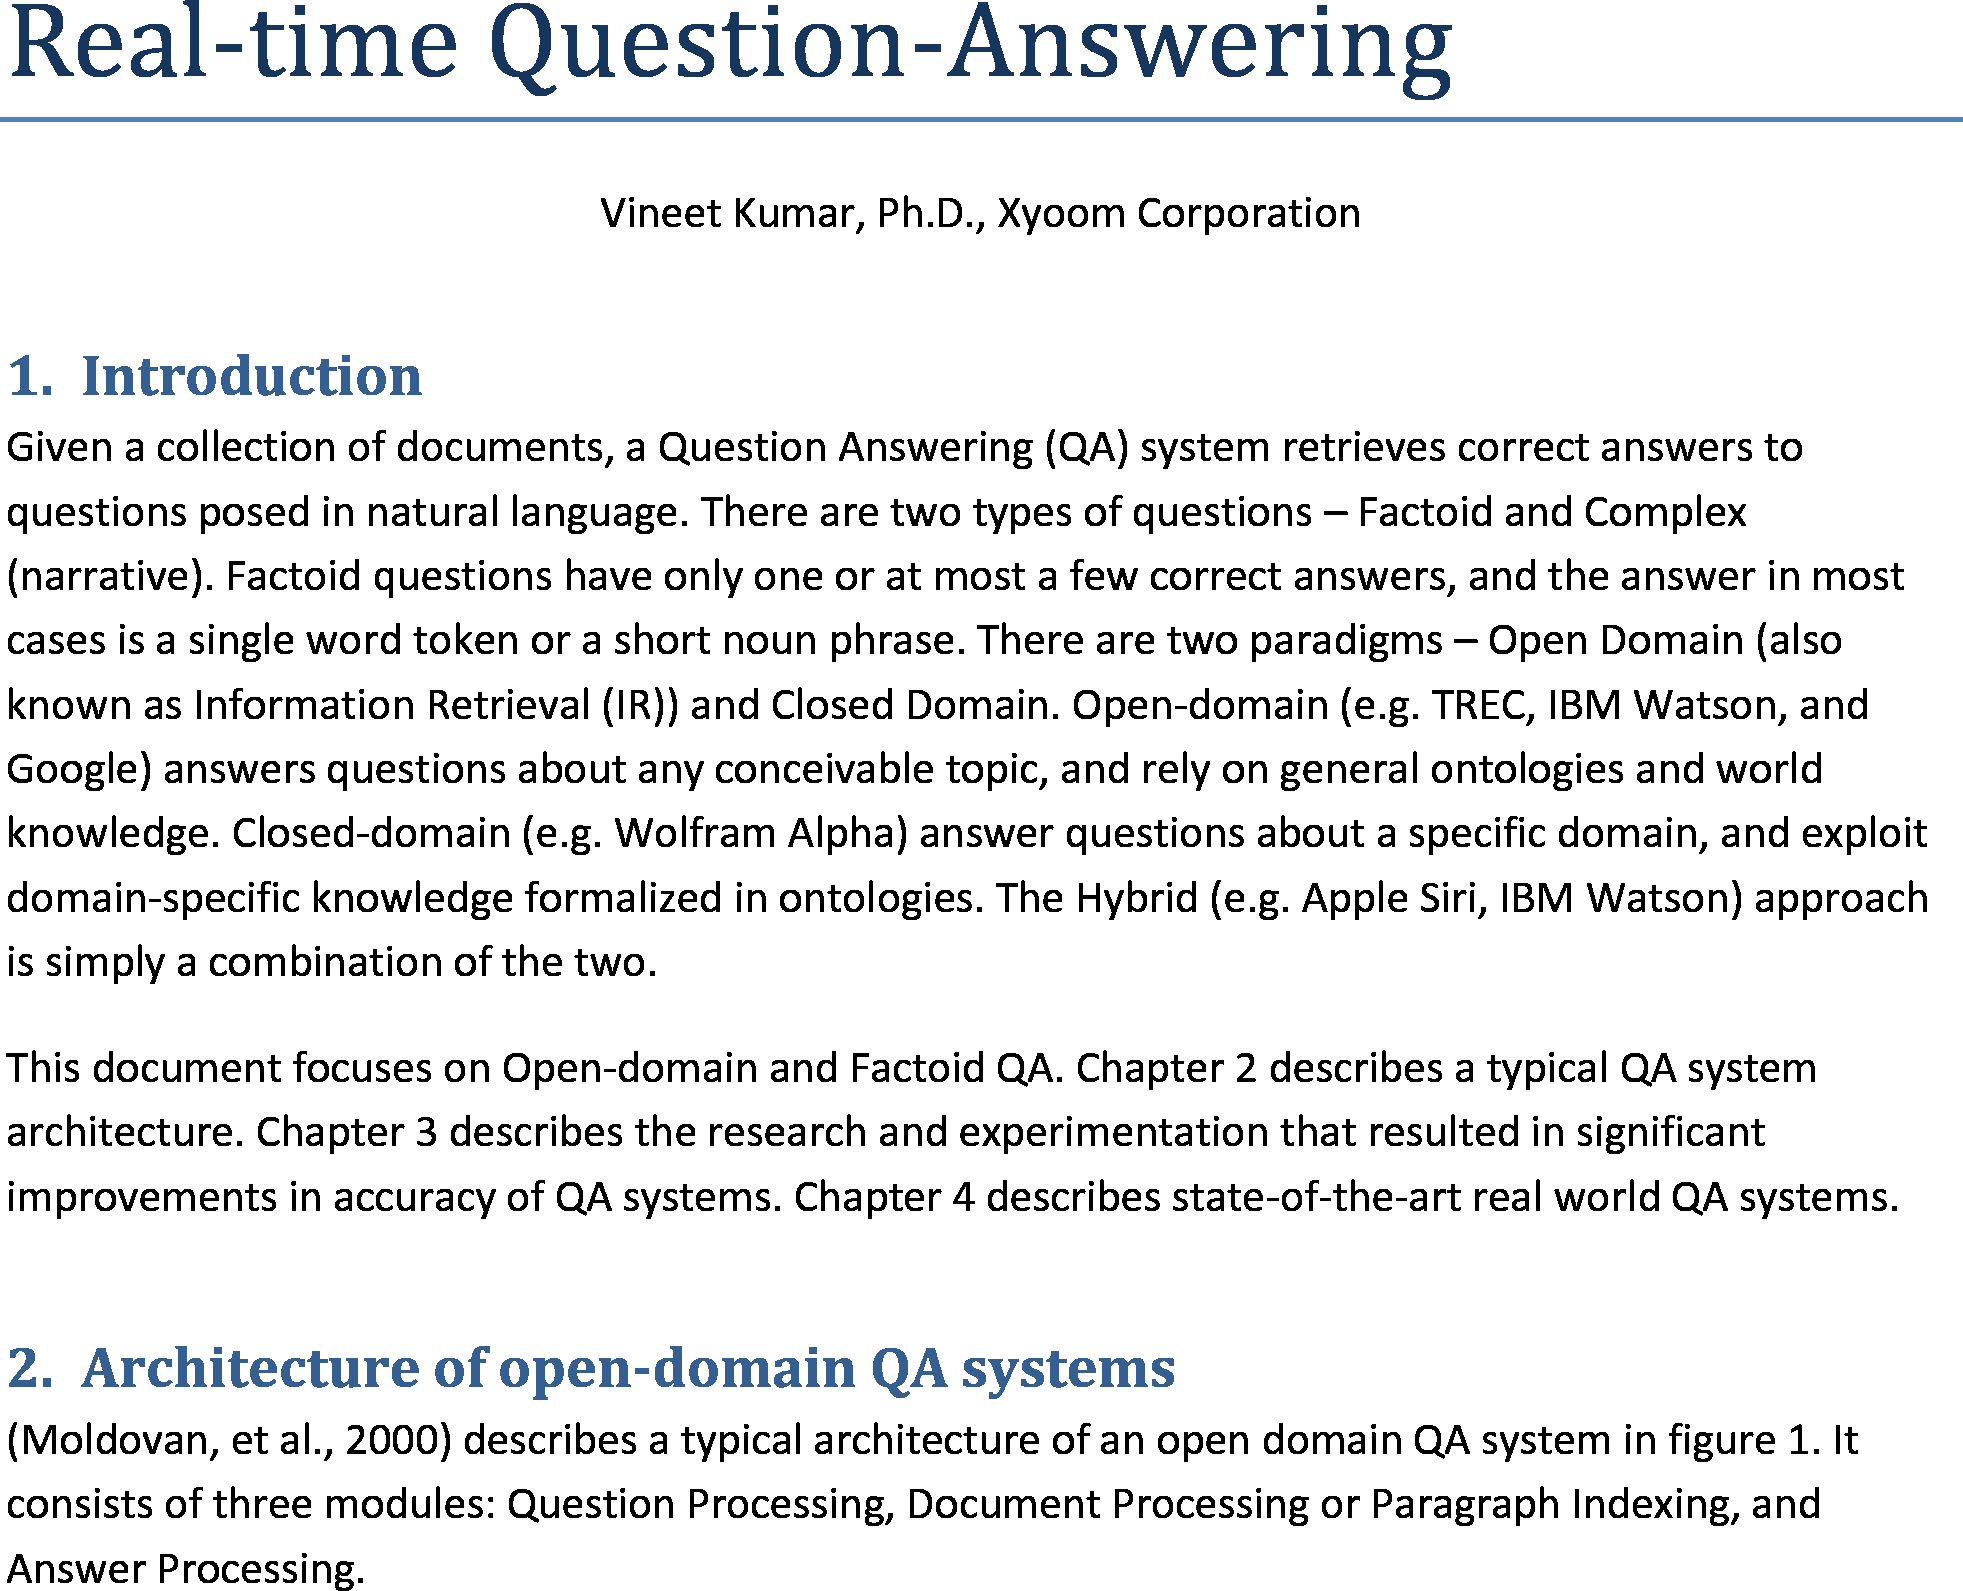 Real-time Question-Answering
Vineet Kumar, Ph.D., Xyoom Corporation
1. Introduction
Given a collection of documents, a Question Answering (QA) system retrieves correct answers to
questions posed in natural language. There are two types of questions – Factoid and Complex
(narrative). Factoid questions have only one or at most a few correct answers, and the answer in most
cases is a single word token or a short noun phrase. There are two paradigms – Open Domain (also
known as Information Retrieval (IR)) and Closed Domain. Open-domain (e.g. TREC, IBM Watson, and
Google) answers questions about any conceivable topic, and rely on general ontologies and world
knowledge. Closed-domain (e.g. Wolfram Alpha) answer questions about a specific domain, and exploit
domain-specific knowledge formalized in ontologies. The Hybrid (e.g. Apple Siri, IBM Watson) approach
is simply a combination of the two.
This document focuses on Open-domain and Factoid QA. Chapter 2 describes a typical QA system
architecture. Chapter 3 describes the research and experimentation that resulted in significant
improvements in accuracy of QA systems. Chapter 4 describes state-of-the-art real world QA systems.
2. Architecture of open-domain QA systems
(Moldovan, et al., 2000) describes a typical architecture of an open domain QA system in figure 1. It
consists of three modules: Question Processing, Document Processing or Paragraph Indexing, and
Answer Processing.